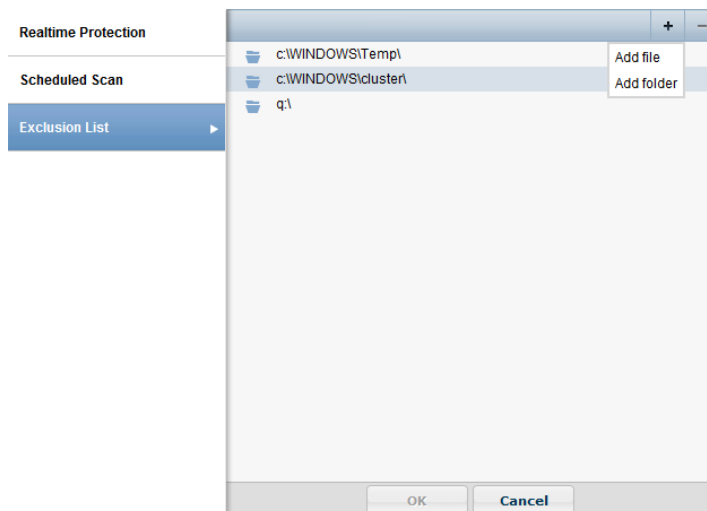 Realtime Protection
Scheduled Scan
Exclusion List
+ −
c:\WINDOWS\Temp\
c:\WINDOWS\cluster\
q:\
Add file
Add folder
OK
Cancel